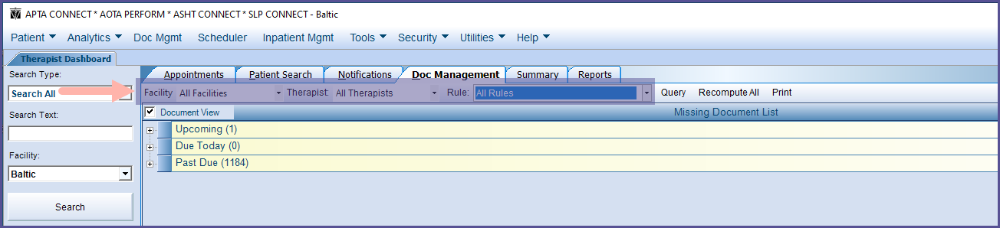 APTA CONNECT * AOTA PERFORM * ASHT CONNECT * SLP CONNECT - Baltic
Patient Analytics Doc Mgmt Scheduler Inpatient Mgmt Tools Security Utilities Help
Therapist Dashboard
Search Type:
Search All
Search Text:
Facility:
Baltic
Search
Appointments Patient Search Notifications Doc Management Summary Reports
Facility All Facilities Therapist: All Therapists Rule: All Rules Query Recompute All Print
Document View Missing Document List
Upcoming (1)
Due Today (0)
Past Due (1184)